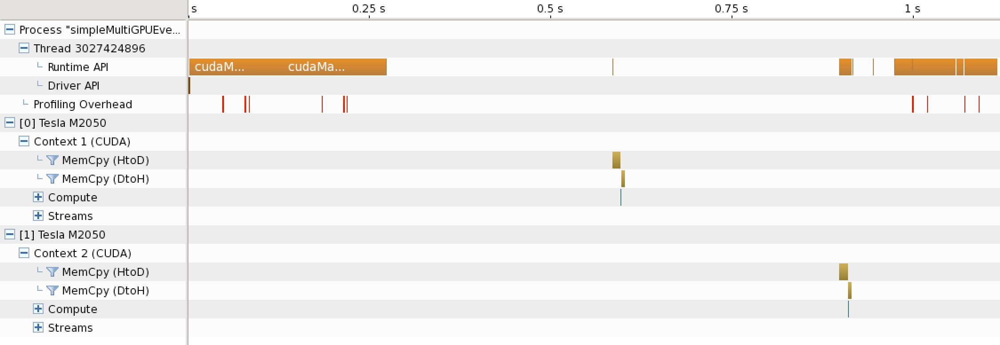 s 0.25 s 0.5 s 0.75 s 1 s
Process "simpleMultiGPUEve...
Thread 3027424896
Runtime API cudaM... cudaMa...
Driver API
Profiling Overhead
[0] Tesla M2050
Context 1 (CUDA)
MemCpy (HtoD)
MemCpy (DtoH)
Compute
Streams
[1] Tesla M2050
Context 2 (CUDA)
MemCpy (HtoD)
MemCpy (DtoH)
Compute
Streams